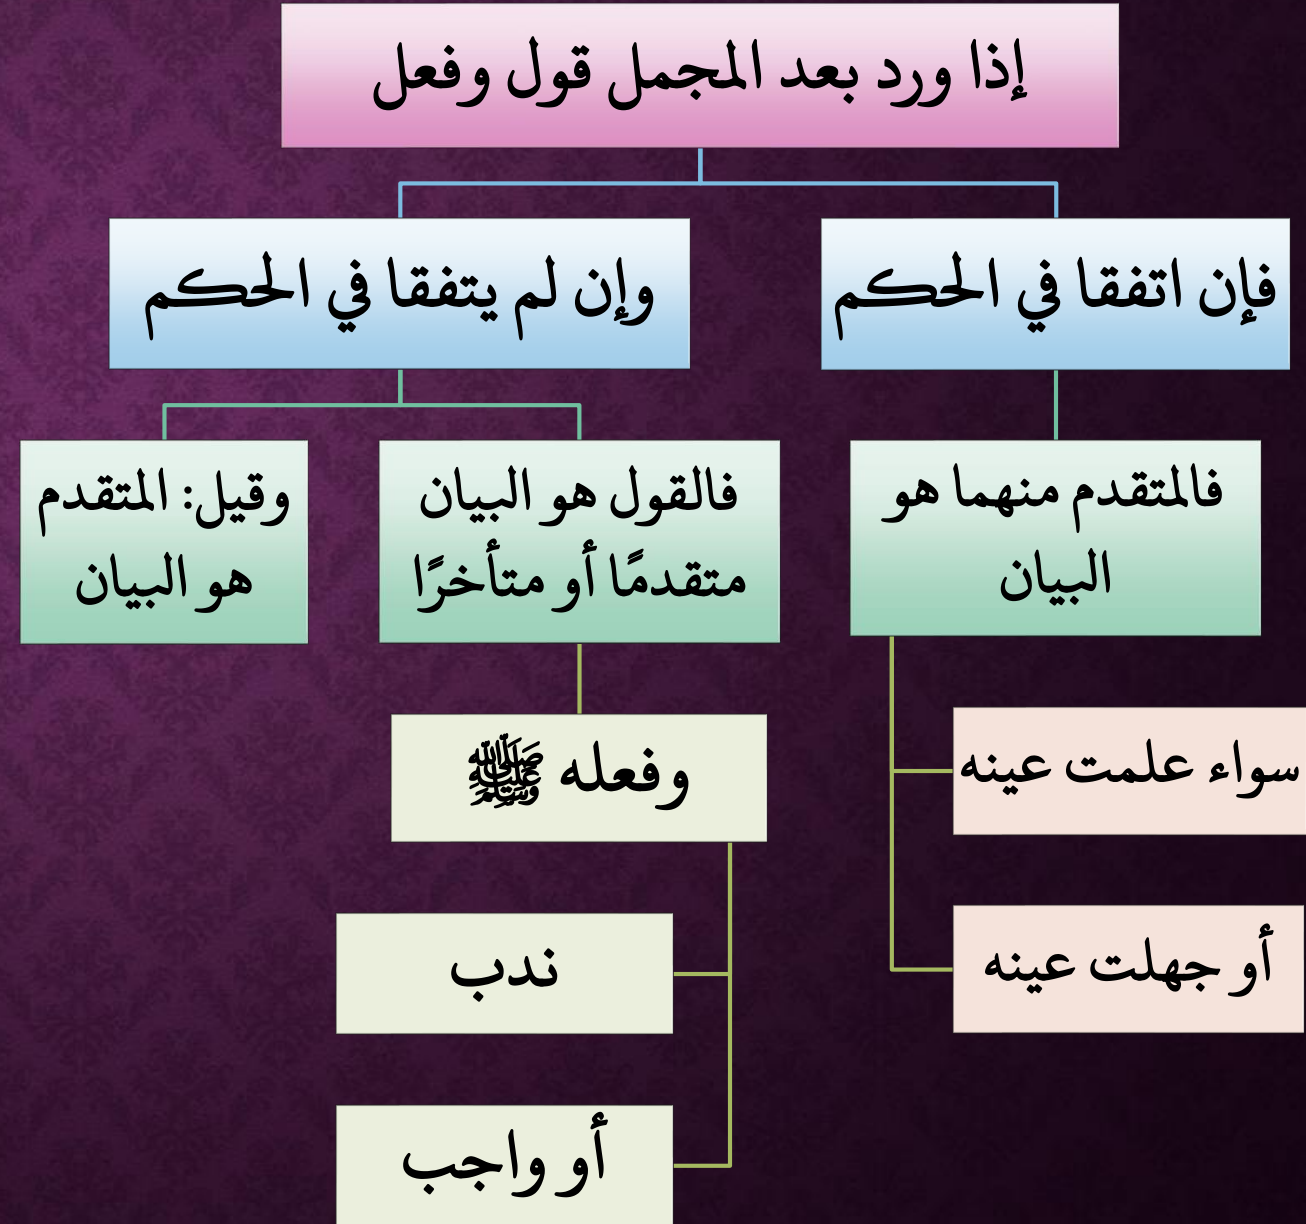 إذا ورد بعد المجمل قول وفعل
فإن اتفقا في الحكم
وإن لم يتفقا في الحكم
فالمتقدم منهما هو
البيان
فالقول هو البيان
متقدمًا أو متأخرًا
وقيل: المتقدم
هو البيان
سواء علمت عينه
أو جهلت عينه
وفعله ﷺ
ندب
أو واجب